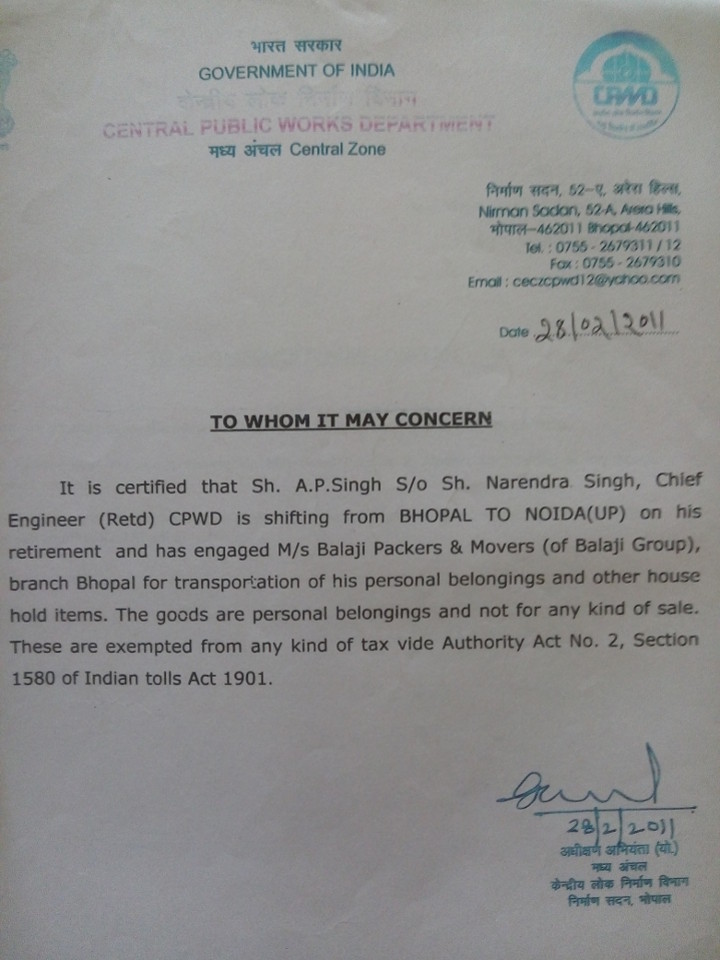 भारत सरकार
GOVERNMENT OF INDIA
केन्द्रीय लोक निर्माण विभाग
CENTRAL PUBLIC WORKS DEPARTMENT
मध्य अंचल Central Zone
CPWD
निर्माण सदन, 52-ए, अरेरा हिल्स,
Nirman Sadan, 52-A, Arera Hills,
भोपाल-462011 Bhopal-462011
Tel. : 0755 - 2679311 / 12
Fax : 0755 - 2679310
Email : ceczcpwd12@yahoo.com
Date 28/02/2011
TO WHOM IT MAY CONCERN
It is certified that Sh. A.P.Singh S/o Sh. Narendra Singh, Chief
Engineer (Retd) CPWD is shifting from BHOPAL TO NOIDA(UP) on his
retirement and has engaged M/s Balaji Packers & Movers (of Balaji Group),
branch Bhopal for transportation of his personal belongings and other house
hold items. The goods are personal belongings and not for any kind of sale.
These are exempted from any kind of tax vide Authority Act No. 2, Section
1580 of Indian tolls Act 1901.
28/2/2011
अधीक्षण अभियंता (यो.)
मध्य अंचल
केन्द्रीय लोक निर्माण विभाग
निर्माण सदन, भोपाल